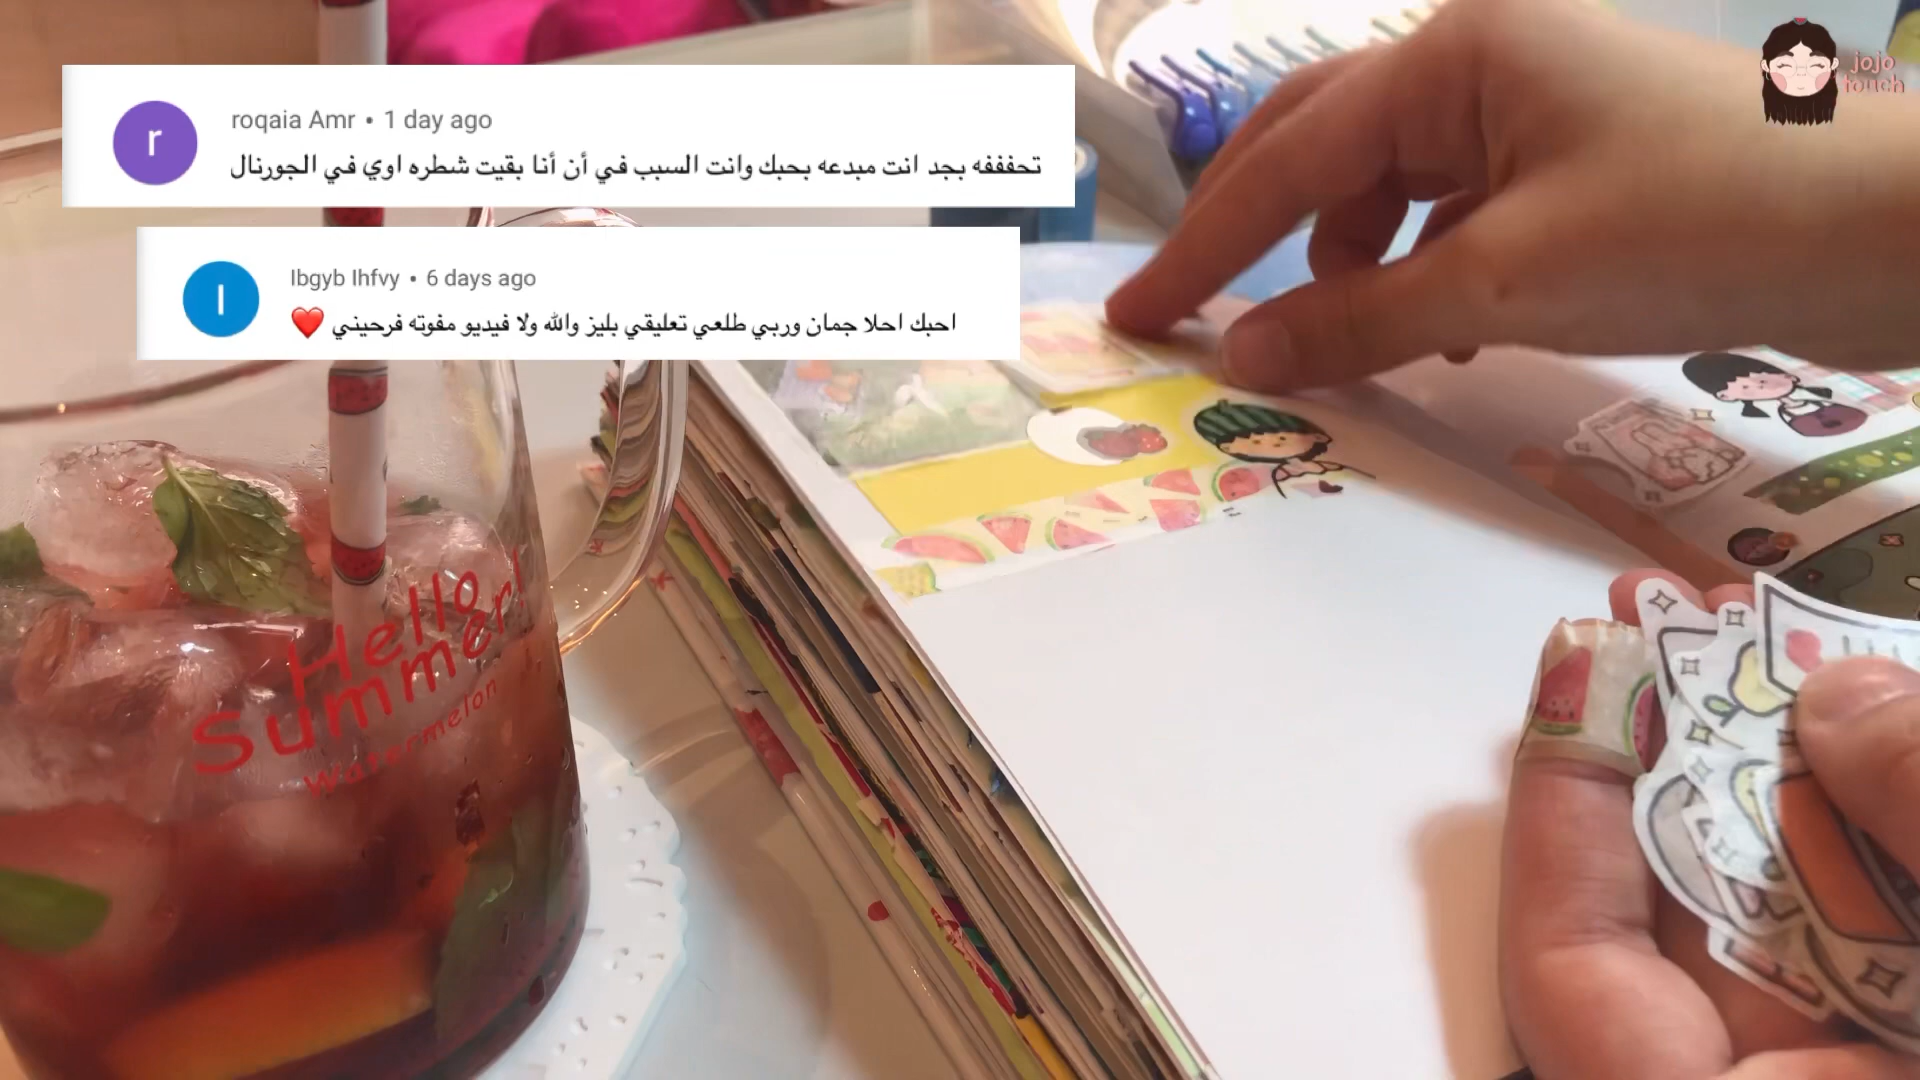 roqaia Amr • 1 day ago
تحفففه بجد انت مبدعه بحبك وانت السبب في أن أنا بقيت شطره اوي في الجورنال
r
Ibgyb Ihfvy • 6 days ago
احبك احلا جمان وربي طلعي تعليقي بليز والله ولا فيديو مفوته فرحيني ❤️
I
jojo
touch
Hello
Summer!
Watermelon